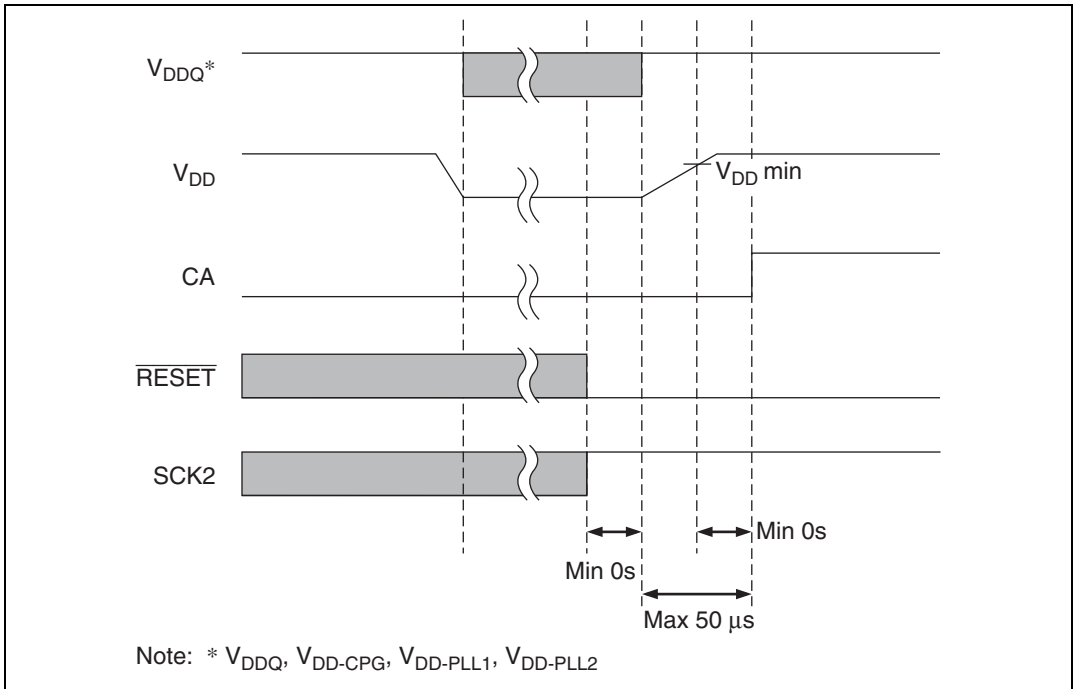 VDDQ*
VDD
VDD min
CA
RESET
SCK2
Min 0s
Min 0s
Max 50 µs
Note: * VDDQ, VDD-CPG, VDD-PLL1, VDD-PLL2